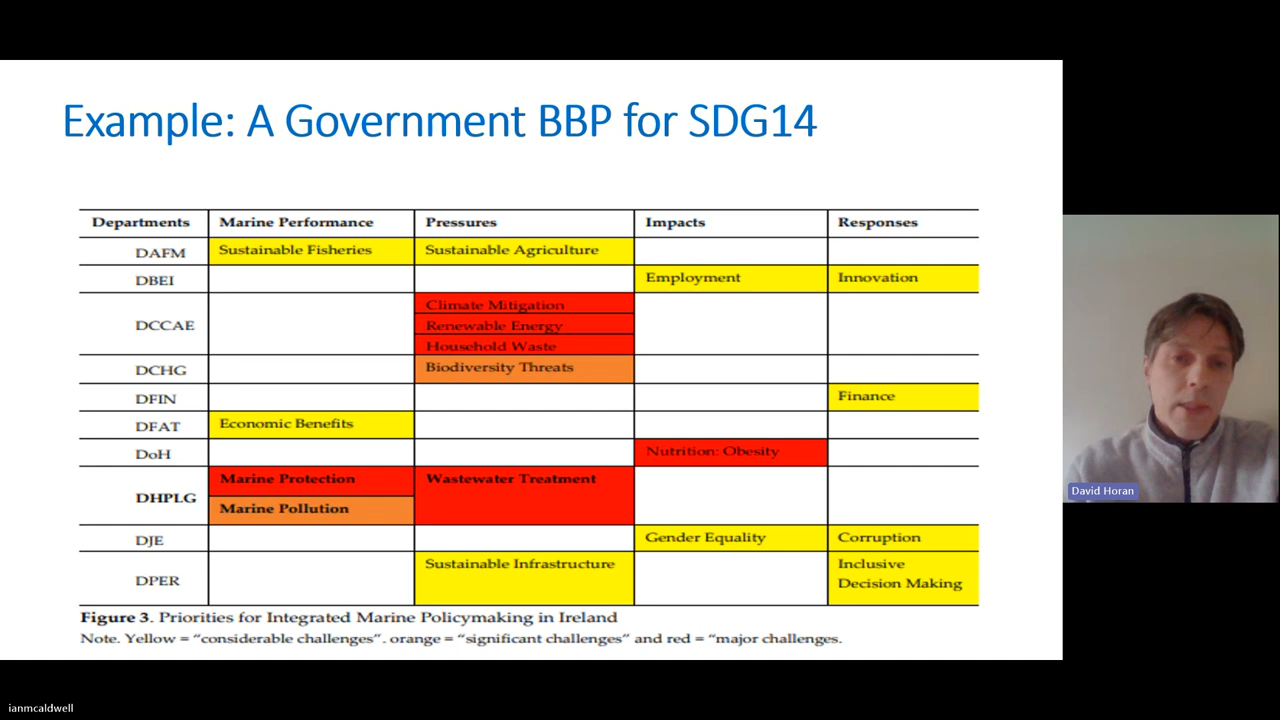 Example: A Government BBP for SDG14
Departments Marine Performance Pressures Impacts Responses
DAFM Sustainable Fisheries Sustainable Agriculture
DBEI Employment Innovation
Climate Mitigation
DCCAE Renewable Energy
Household Waste
DCHG Biodiversity Threats
DFIN Finance
DFAT Economic Benefits
DoH Nutrition: Obesity
Marine Protection Wastewater Treatment
DHPLG
Marine Pollution
DJE Gender Equality Corruption
Sustainable Infrastructure Inclusive
DPER Decision Making
Figure 3. Priorities for Integrated Marine Policymaking in Ireland
Note. Yellow = “considerable challenges”. orange = “significant challenges” and red = “major challenges.
David Horan
ianmcaldwell